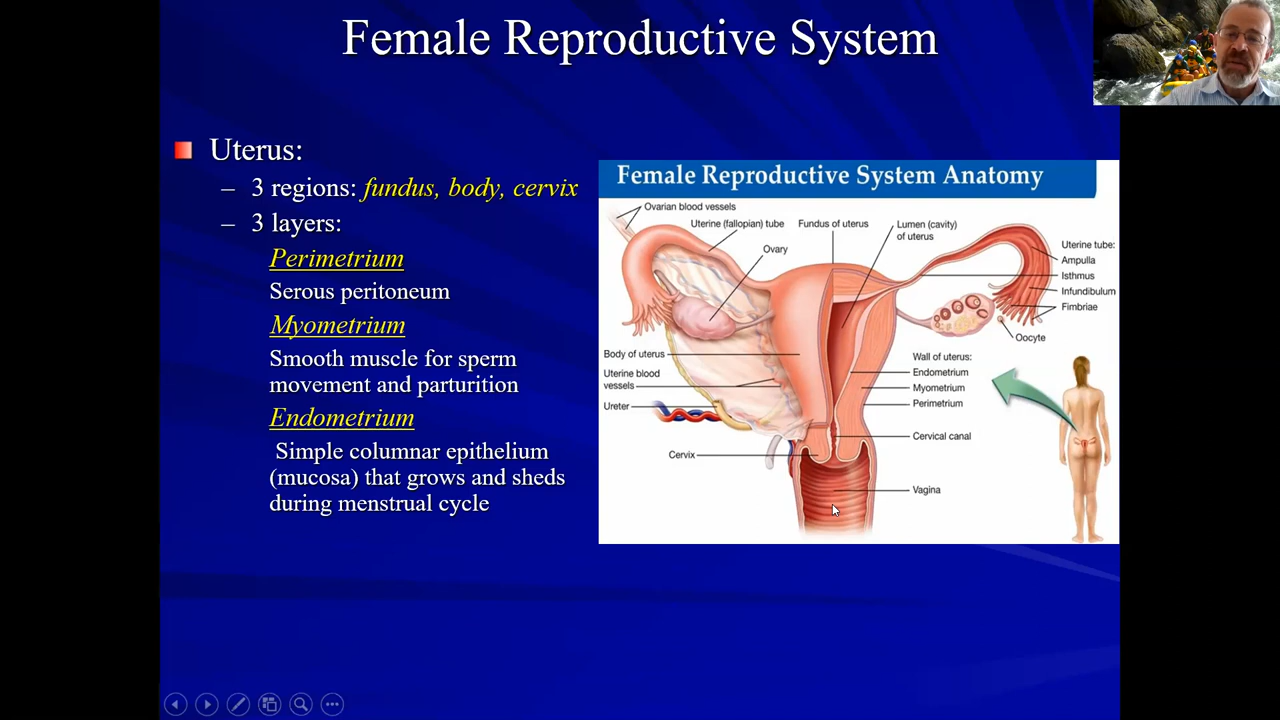 Female Reproductive System
Uterus:
– 3 regions: fundus, body, cervix
– 3 layers:
Perimetrium
Serous peritoneum
Myometrium
Smooth muscle for sperm
movement and parturition
Endometrium
Simple columnar epithelium
(mucosa) that grows and sheds
during menstrual cycle
Female Reproductive System Anatomy
Ovarian blood vessels
Uterine (fallopian) tube
Fundus of uterus
Lumen (cavity)
of uterus
Ovary
Uterine tube:
Ampulla
Isthmus
Infundibulum
Fimbriae
Oocyte
Body of uterus
Uterine blood
vessels
Ureter
Wall of uterus:
Endometrium
Myometrium
Perimetrium
Cervical canal
Cervix
Vagina